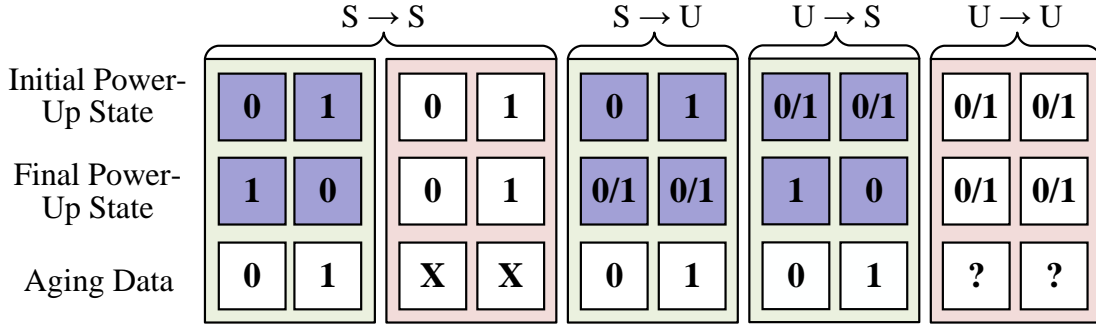 S → S S → U U → S U → U
Initial Power-
Up State
0 1 0 1 0 1 0/1 0/1 0/1 0/1
Final Power-
Up State
1 0 0 1 0/1 0/1 1 0 0/1 0/1
Aging Data
0 1 X X 0 1 0 1 ? ?